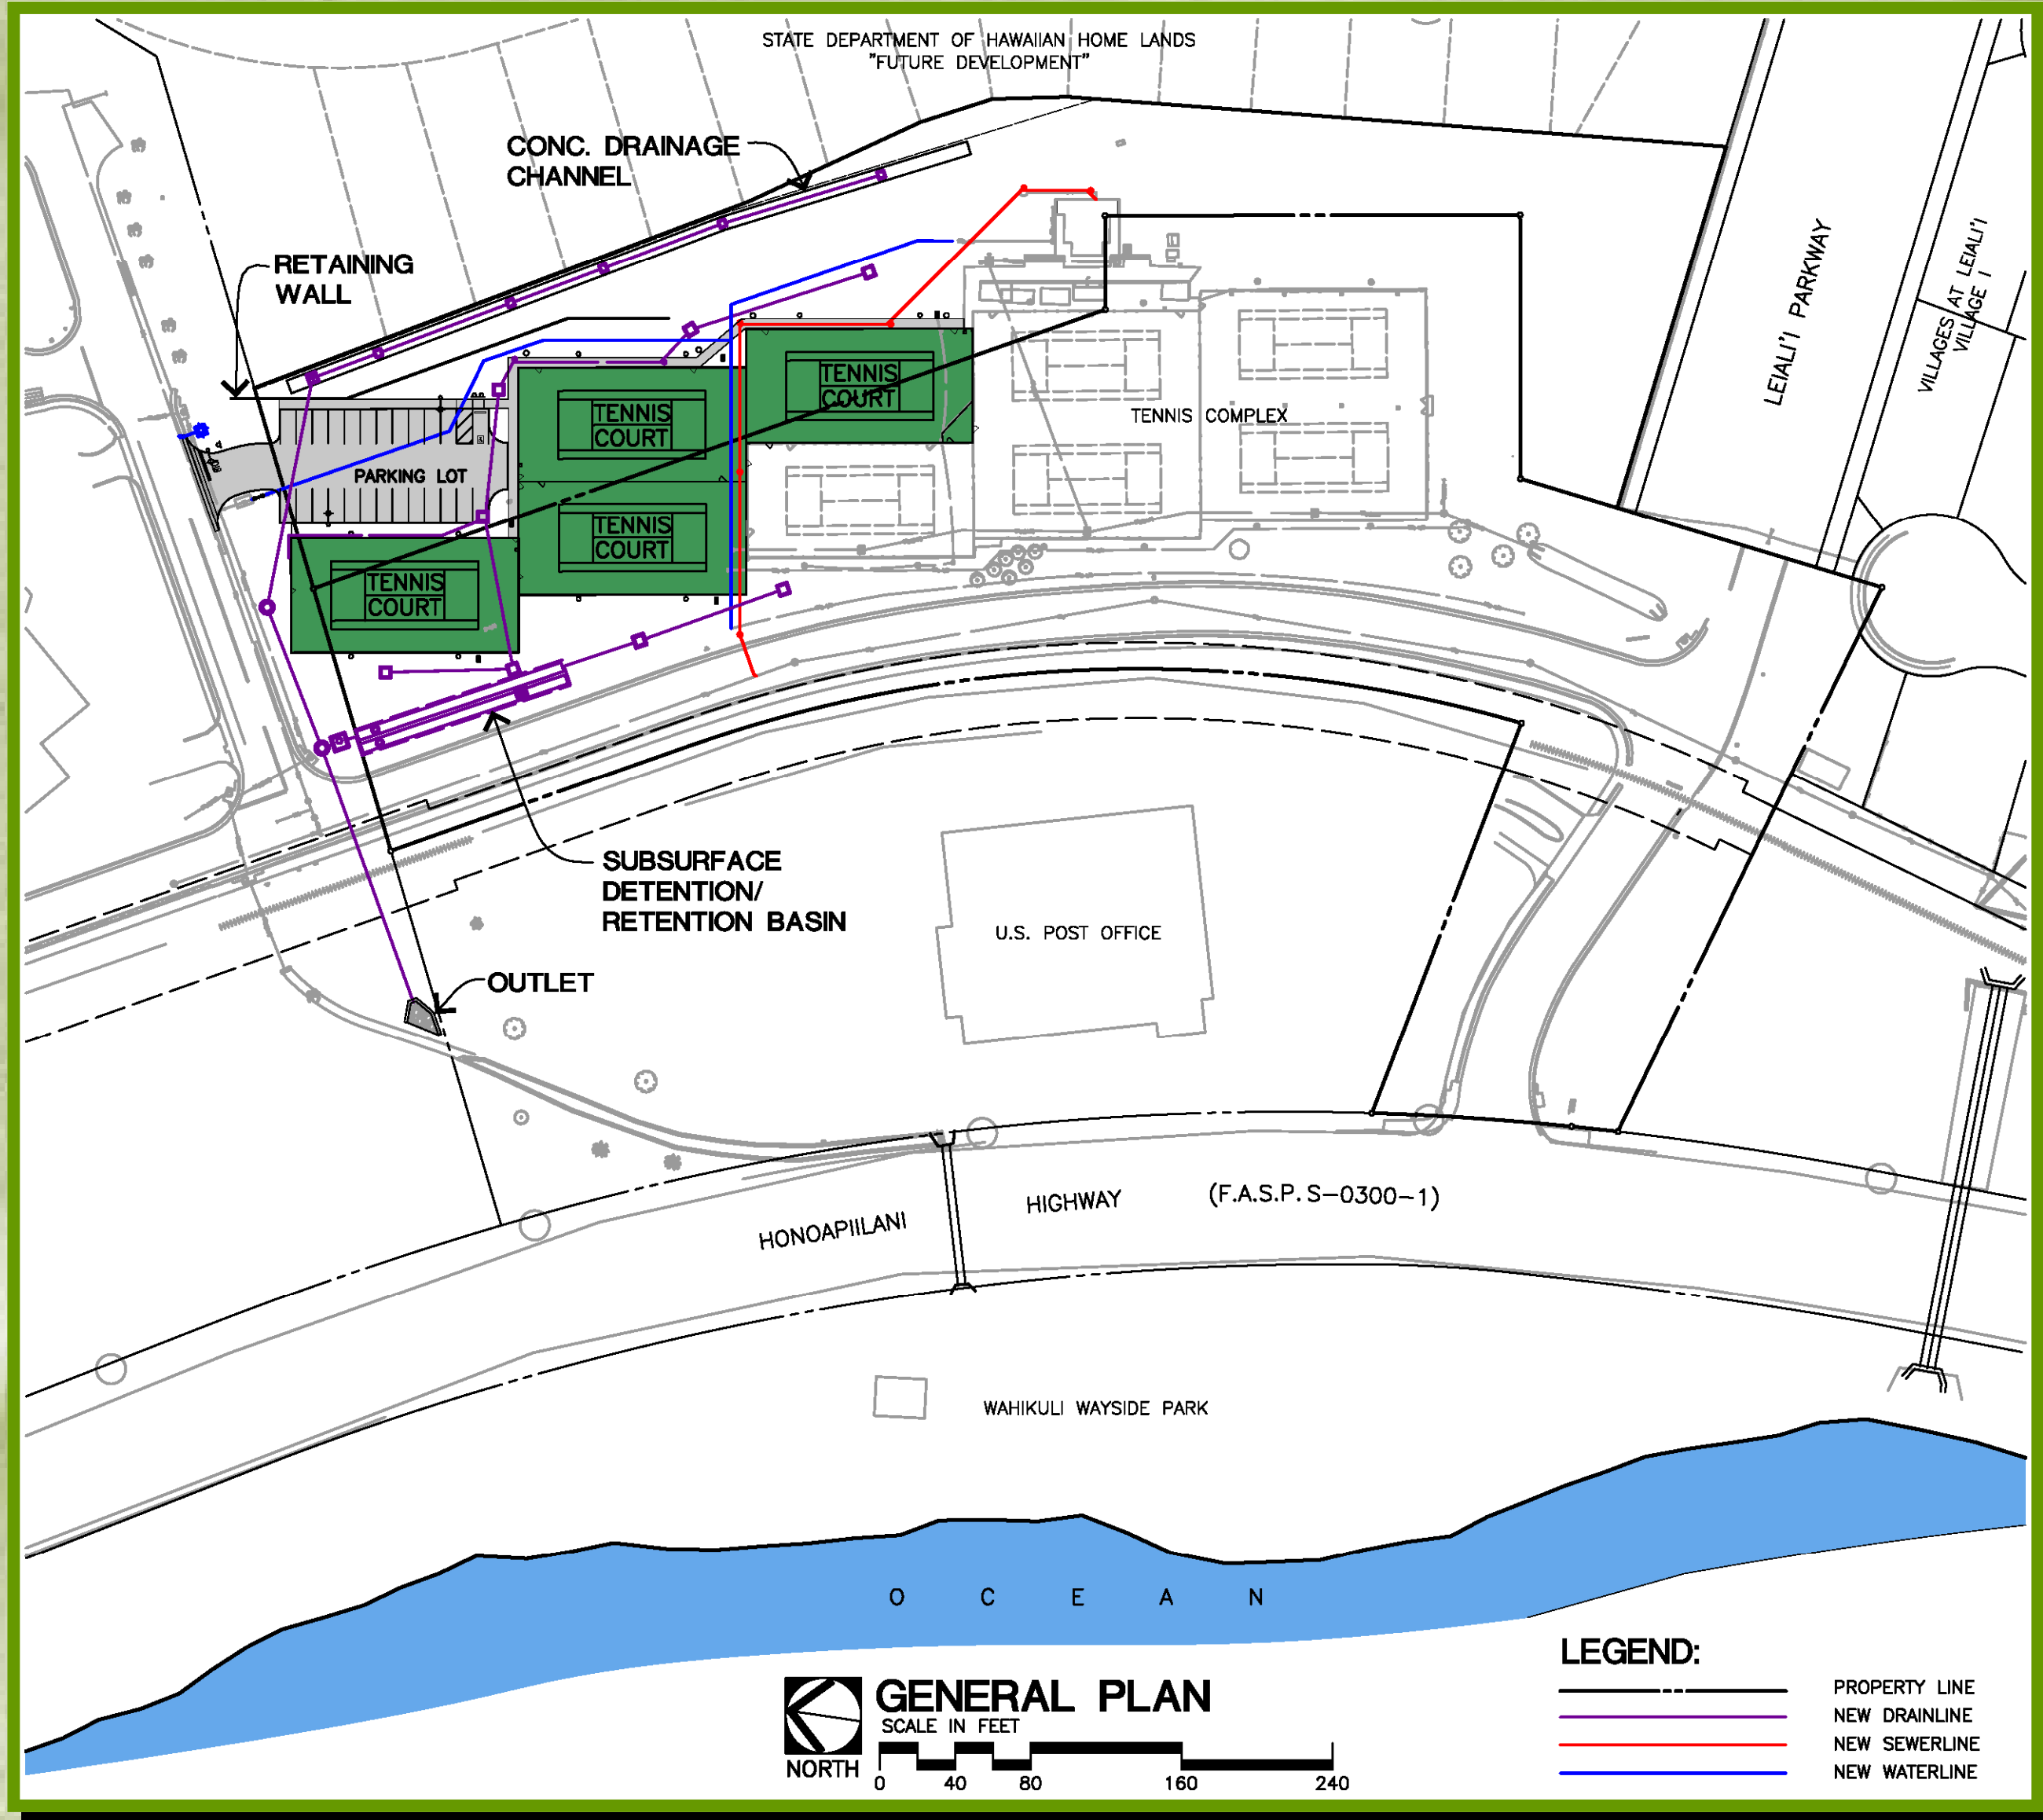 STATE DEPARTMENT OF HAWAIIAN HOME LANDS
"FUTURE DEVELOPMENT"
CONC. DRAINAGE
CHANNEL
RETAINING
WALL
LEIALI'I PARKWAY
VILLAGES AT LEIALI'I
VILLAGE I
TENNIS
COURT
TENNIS
COURT
TENNIS COMPLEX
PARKING LOT
TENNIS
COURT
TENNIS
COURT
SUBSURFACE
DETENTION/
RETENTION BASIN
U.S. POST OFFICE
OUTLET
HONOAPIILANI HIGHWAY (F.A.S.P. S-0300-1)
WAHIKULI WAYSIDE PARK
OCEAN
GENERAL PLAN
SCALE IN FEET
NORTH
0 40 80 160 240
LEGEND:
PROPERTY LINE
NEW DRAINLINE
NEW SEWERLINE
NEW WATERLINE